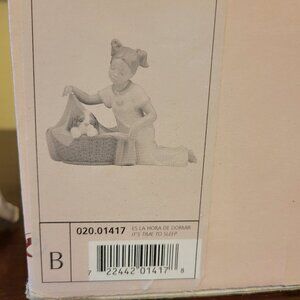 020.01417
ES LA HORA DE DORMIR
IT'S TIME TO SLEEP
B
7 22442 01417 8